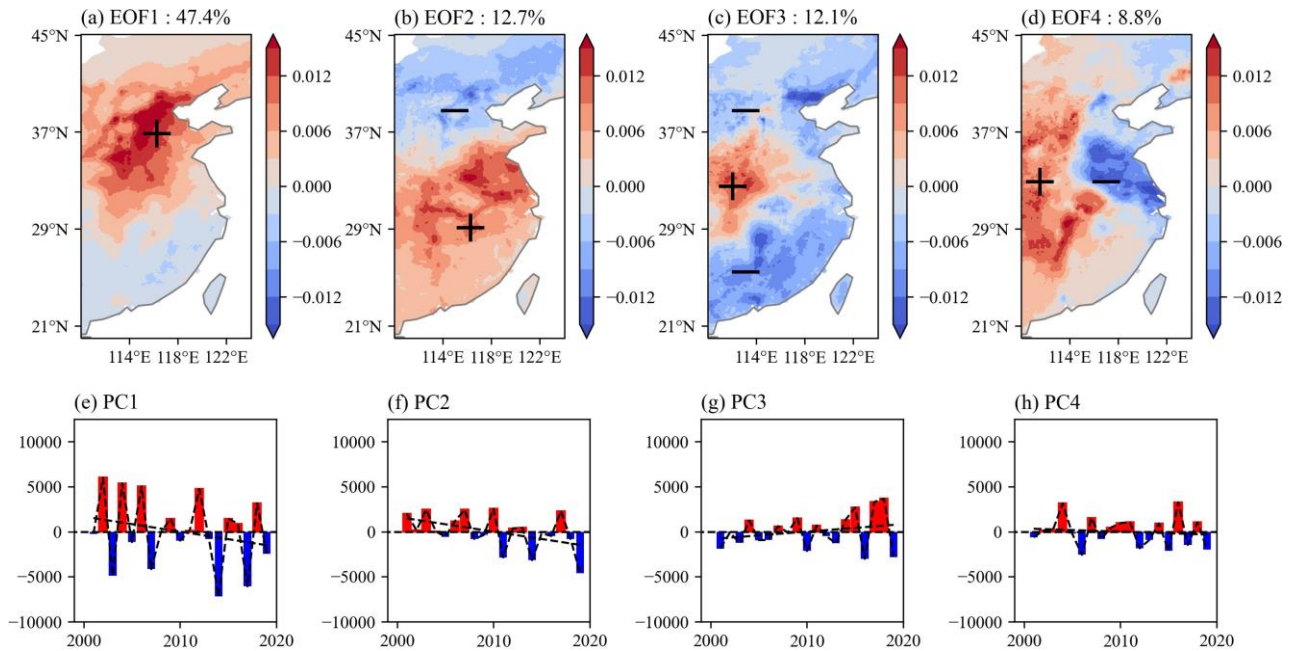 (a) EOF1 : 47.4%
(b) EOF2 : 12.7%
(c) EOF3 : 12.1%
(d) EOF4 : 8.8%
45°N
37°N
29°N
21°N
114°E 118°E 122°E
0.012
0.006
0.000
−0.006
−0.012
45°N
37°N
29°N
21°N
114°E 118°E 122°E
0.012
0.006
0.000
−0.006
−0.012
45°N
37°N
29°N
21°N
114°E 118°E 122°E
0.012
0.006
0.000
−0.006
−0.012
45°N
37°N
29°N
21°N
114°E 118°E 122°E
0.012
0.006
0.000
−0.006
−0.012
(e) PC1
(f) PC2
(g) PC3
(h) PC4
10000
5000
0
−5000
−10000
2000 2010 2020
10000
5000
0
−5000
−10000
2000 2010 2020
10000
5000
0
−5000
−10000
2000 2010 2020
10000
5000
0
−5000
−10000
2000 2010 2020